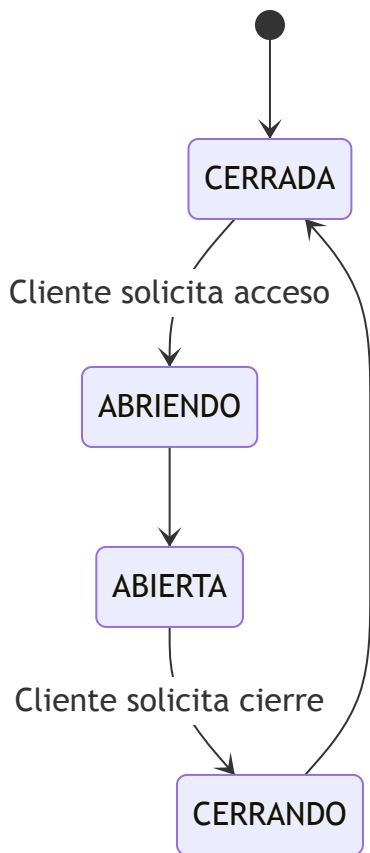 CERRADA
Cliente solicita acceso
ABRIENDO
ABIERTA
Cliente solicita cierre
CERRANDO